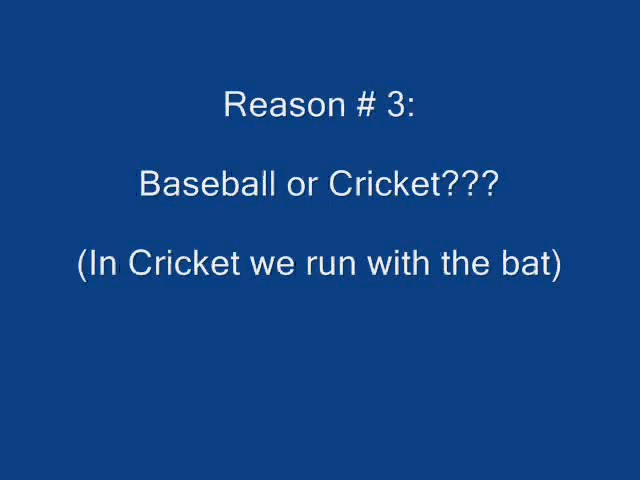 Reason # 3:
Baseball or Cricket???
(In Cricket we run with the bat)